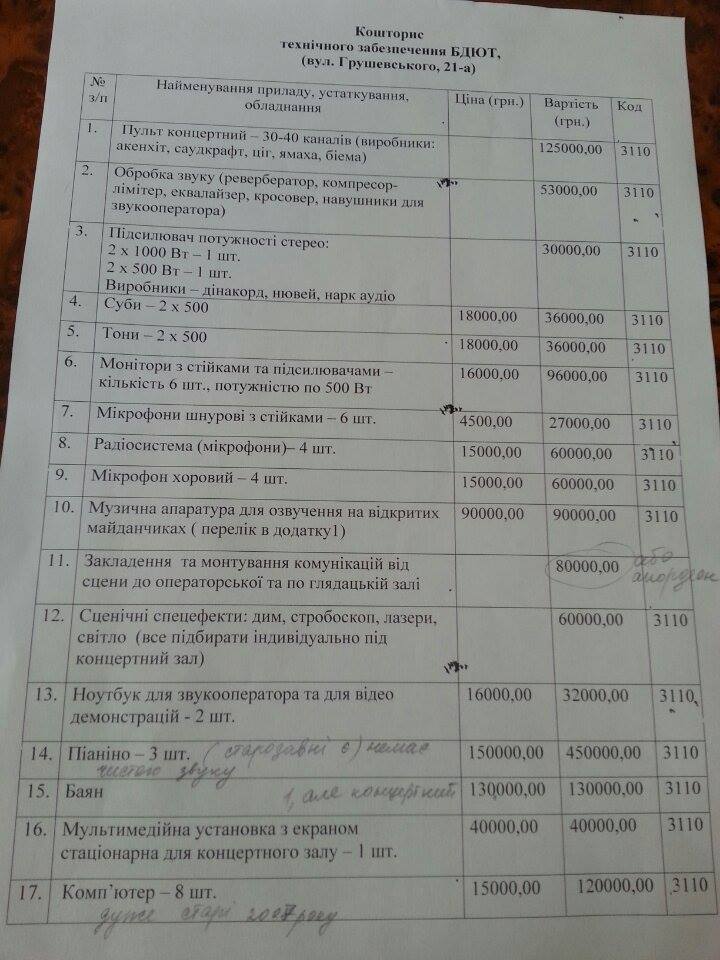 Кошторис
технічного забезпечення БДЮТ,
(вул. Грушевського, 21-а)
№ з/п Найменування приладу, устаткування, обладнання Ціна (грн.) Вартість (грн.) Код
1. Пульт концертний – 30-40 каналів (виробники:
акенхіт, саудкрафт, ціг, ямаха, біема) 125000,00 3110
2. Обробка звуку (ревербератор, компресор-
лімітер, еквалайзер, кросовер, навушники для 53000,00 3110
звукооператора)
3. Підсилювач потужності стерео:
2 х 1000 Вт – 1 шт. 30000,00 3110
2 х 500 Вт – 1 шт.
Виробники – дінакорд, нювей, нарк аудіо
4. Суби – 2 х 500 18000,00 36000,00 3110
5. Тони – 2 х 500 18000,00 36000,00 3110
6. Монітори з стійками та підсилювачами – 16000,00 96000,00 3110
кількість 6 шт., потужністю по 500 Вт
7. Мікрофони шнурові з стійками – 6 шт. 4500,00 27000,00 3110
8. Радіосистема (мікрофони)– 4 шт. 15000,00 60000,00 3110
9. Мікрофон хоровий – 4 шт. 15000,00 60000,00 3110
10. Музична апаратура для озвучення на відкритих 90000,00 90000,00 3110
майданчиках ( перелік в додатку1)
11. Закладення та монтування комунікацій від 80000,00 або
сцени до операторської та по глядацькій залі акордеон
12. Сценічні спецефекти: дим, стробоскоп, лазери, 60000,00 3110
світло (все підбирати індивідуально під
концертний зал)
13. Ноутбук для звукооператора та для відео 16000,00 32000,00 3110
демонстрацій - 2 шт.
14. Піаніно – 3 шт. (старозавні є) немає 150000,00 450000,00 3110
чистого звуку
15. Баян 1, але концертний 130000,00 130000,00 3110
16. Мультимедійна установка з екраном 40000,00 40000,00 3110
стаціонарна для концертного залу – 1 шт.
17. Комп’ютер – 8 шт. 15000,00 120000,00 3110
дуже старі 2007 року